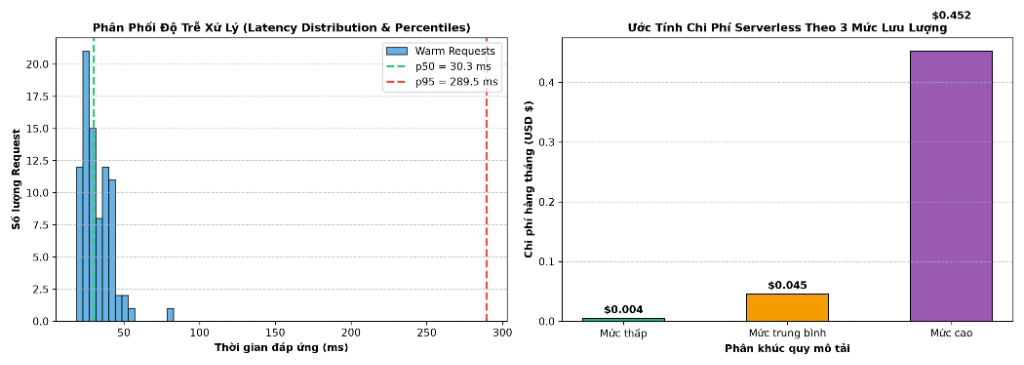 Phân Phối Độ Trễ Xử Lý (Latency Distribution & Percentiles)
Warm Requests
p50 = 30.3 ms
p95 = 289.5 ms
Số lượng Request
20.0
17.5
15.0
12.5
10.0
7.5
5.0
2.5
0.0
50
100
150
200
250
300
Thời gian đáp ứng (ms)
Ước Tính Chi Phí Serverless Theo 3 Mức Lưu Lượng
$0.452
Chi phí hàng tháng (USD $)
0.4
0.3
0.2
0.1
0.0
$0.004
$0.045
Mức thấp
Mức trung bình
Mức cao
Phân khúc quy mô tải